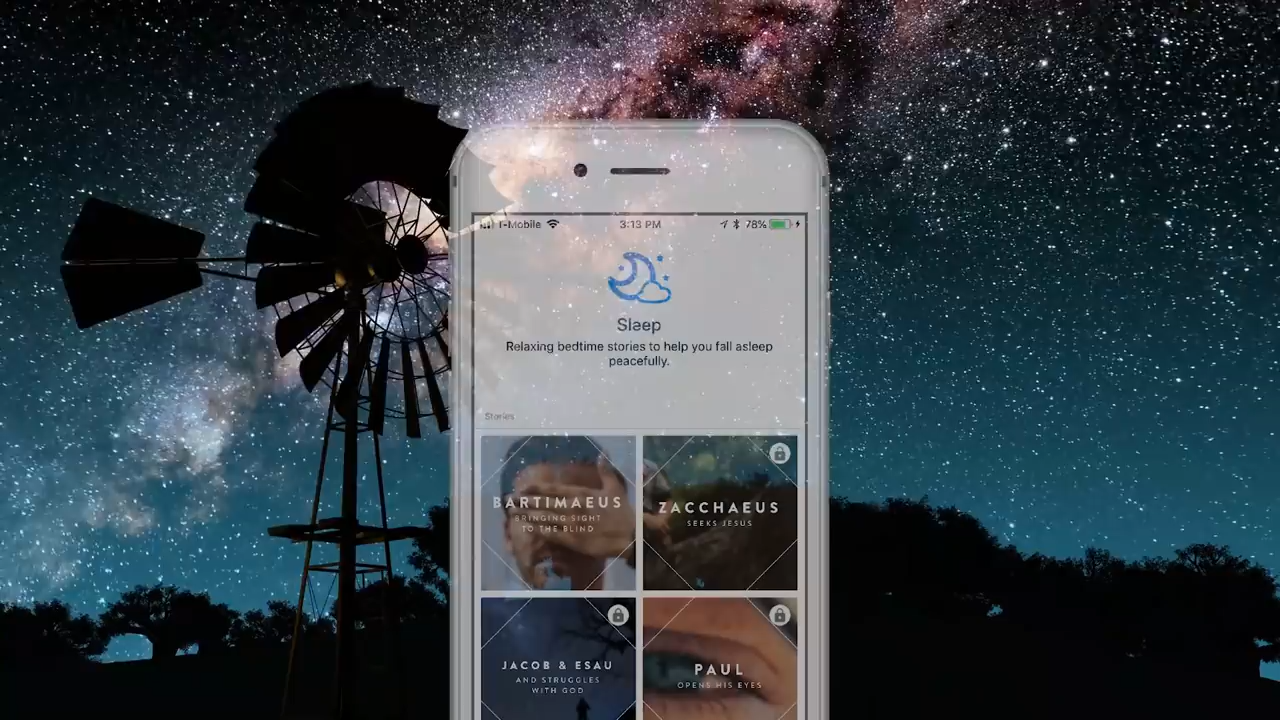 T-Mobile 3:13 PM 78%
Sleep
Relaxing bedtime stories to help you fall asleep
peacefully.
Stories
BARTIMAEUS
BRINGING SIGHT
TO THE BLIND
ZACCHAEUS
SEEKS JESUS
JACOB & ESAU
AND STRUGGLES
WITH GOD
PAUL
OPENS HIS EYES